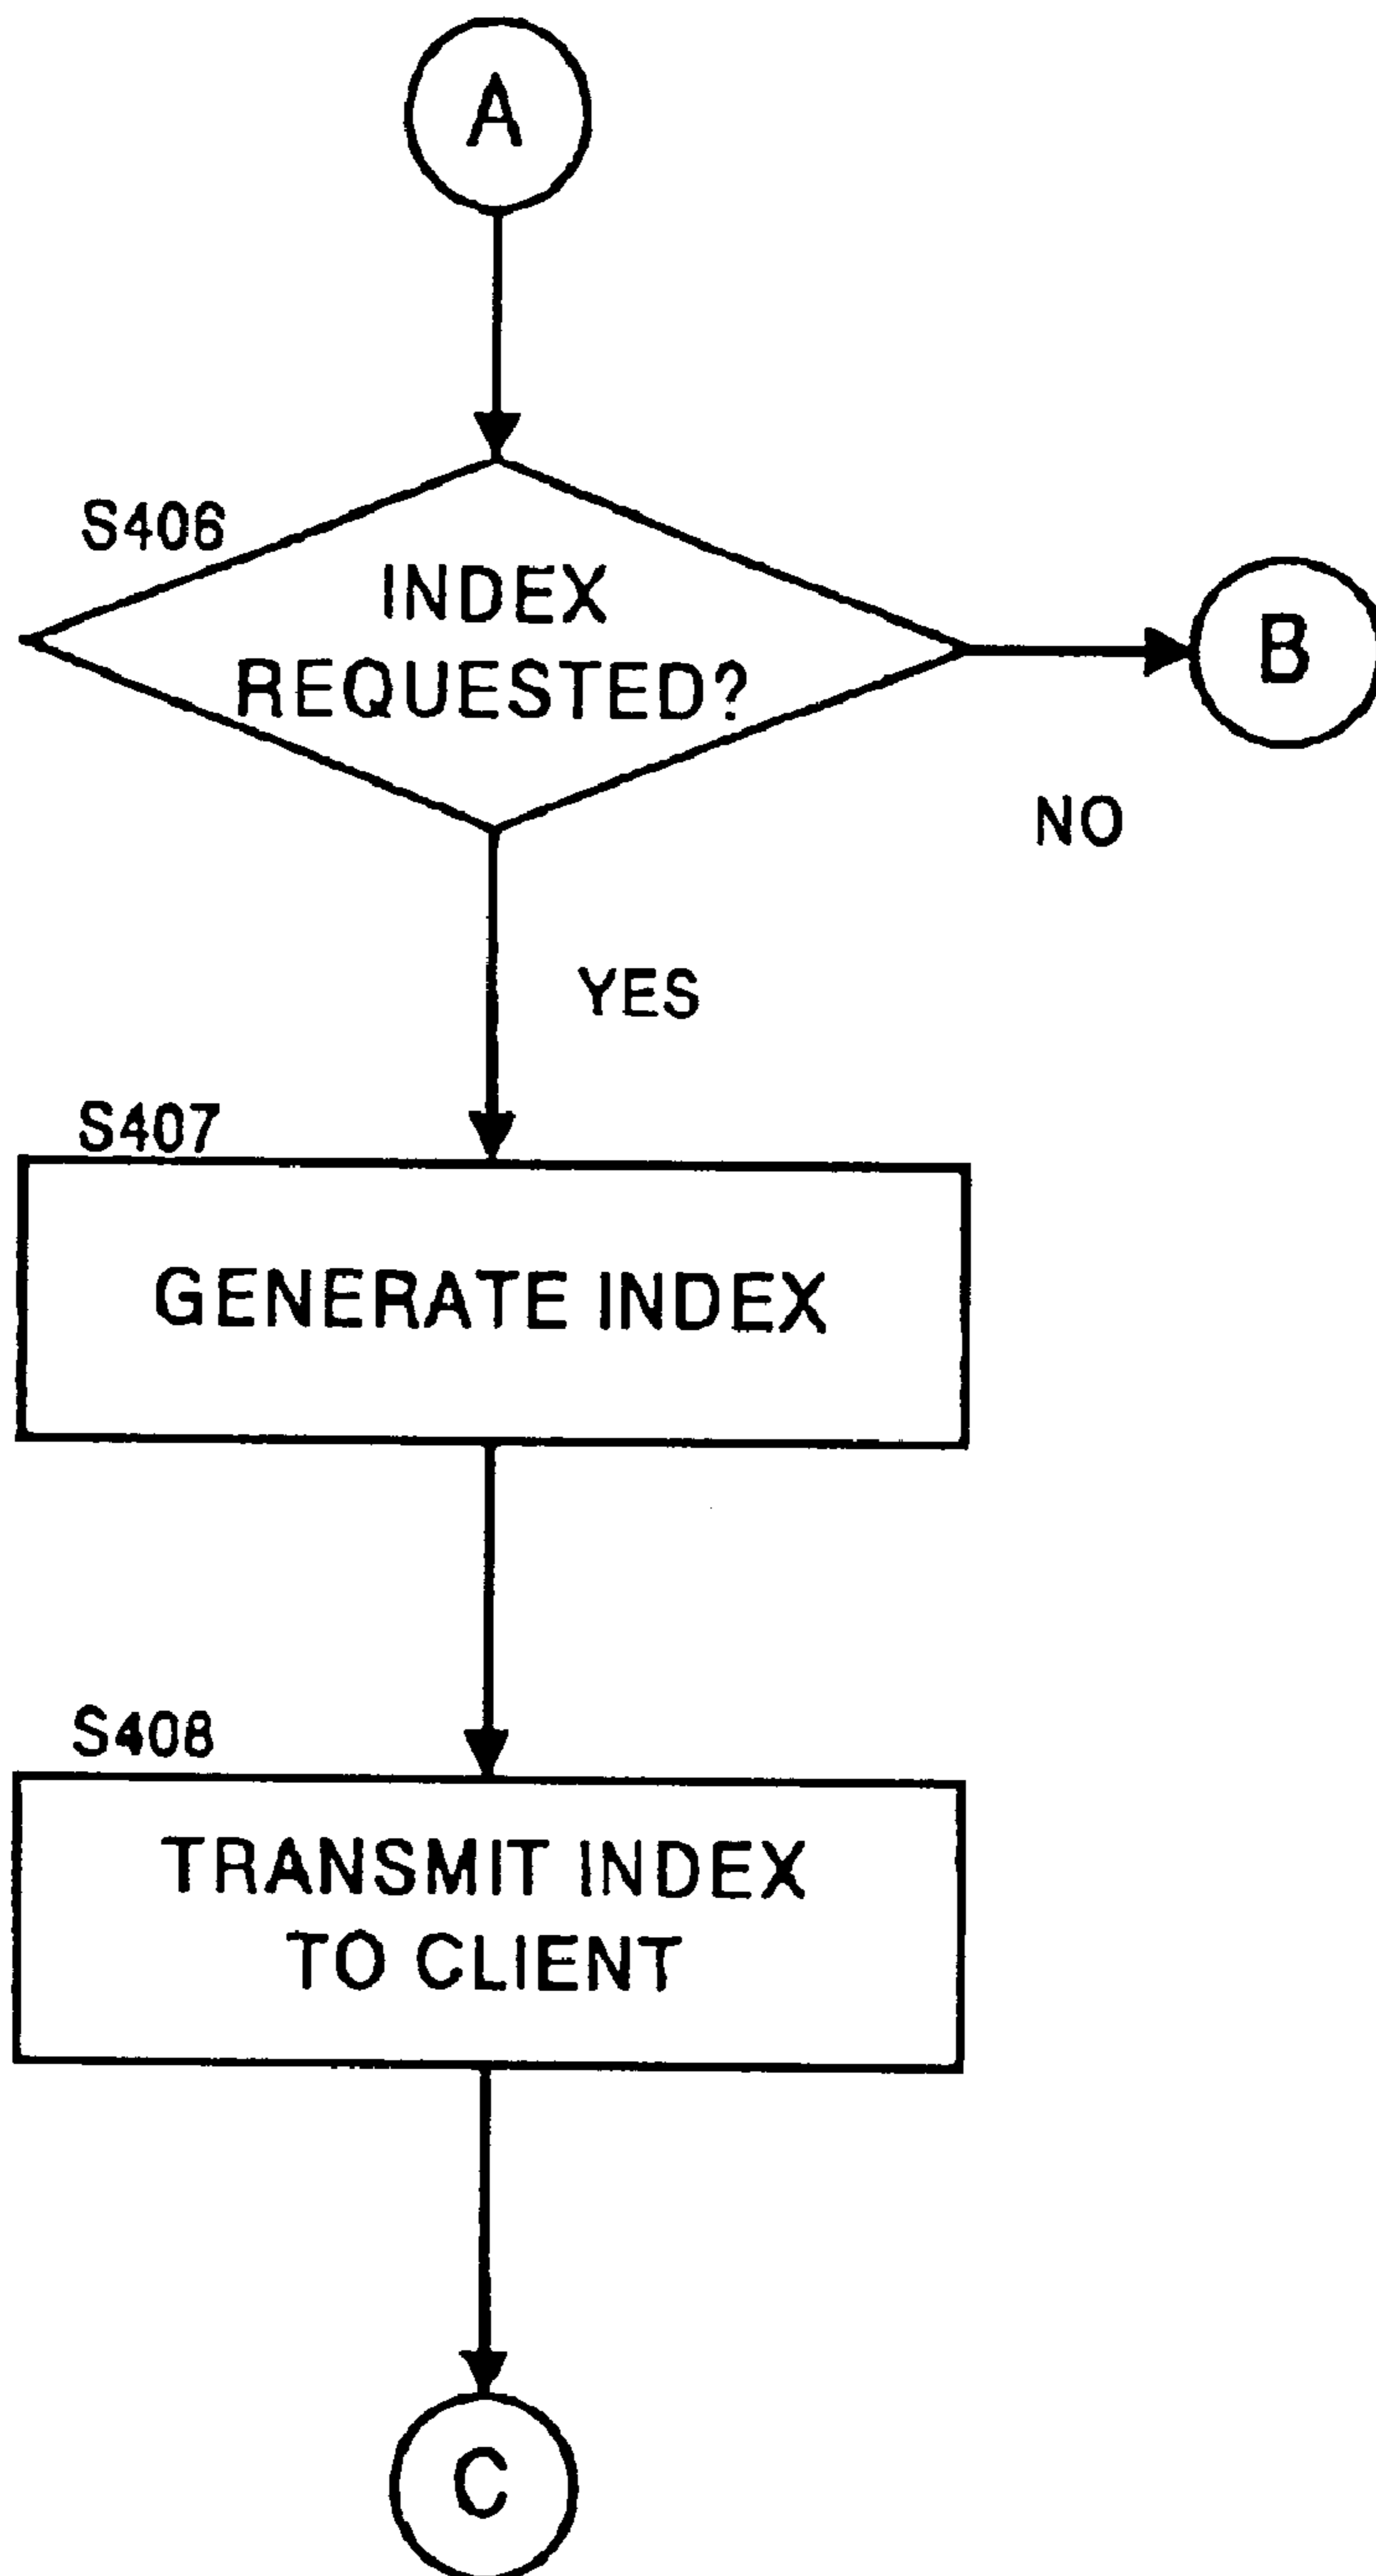 A
S406
INDEX
REQUESTED?
B
NO
YES
S407
GENERATE INDEX
S408
TRANSMIT INDEX
TO CLIENT
C